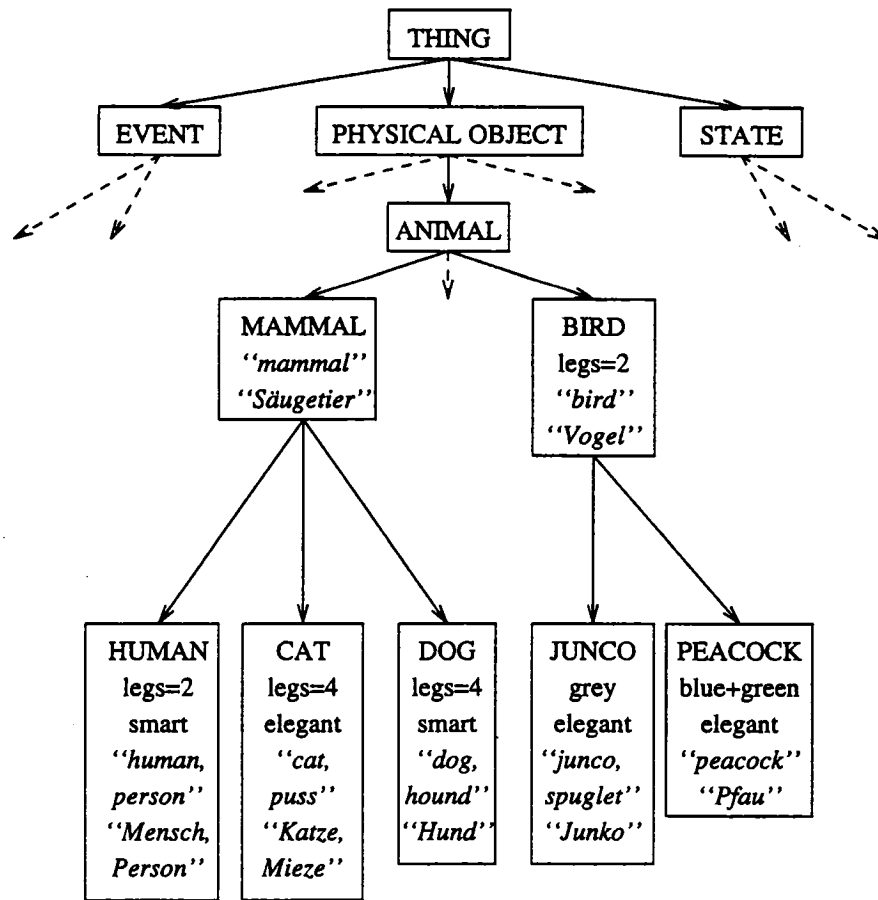 THING
EVENT
PHYSICAL OBJECT
STATE
ANIMAL
MAMMAL
“mammal”
“Säugetier”
BIRD
legs=2
“bird”
“Vogel”
HUMAN
legs=2
smart
“human,
person”
“Mensch,
Person”
CAT
legs=4
elegant
“cat,
puss”
“Katze,
Mieze”
DOG
legs=4
smart
“dog,
hound”
“Hund”
JUNCO
grey
elegant
“junco,
spuglet”
“Junko”
PEACOCK
blue+green
elegant
“peacock”
“Pfau”